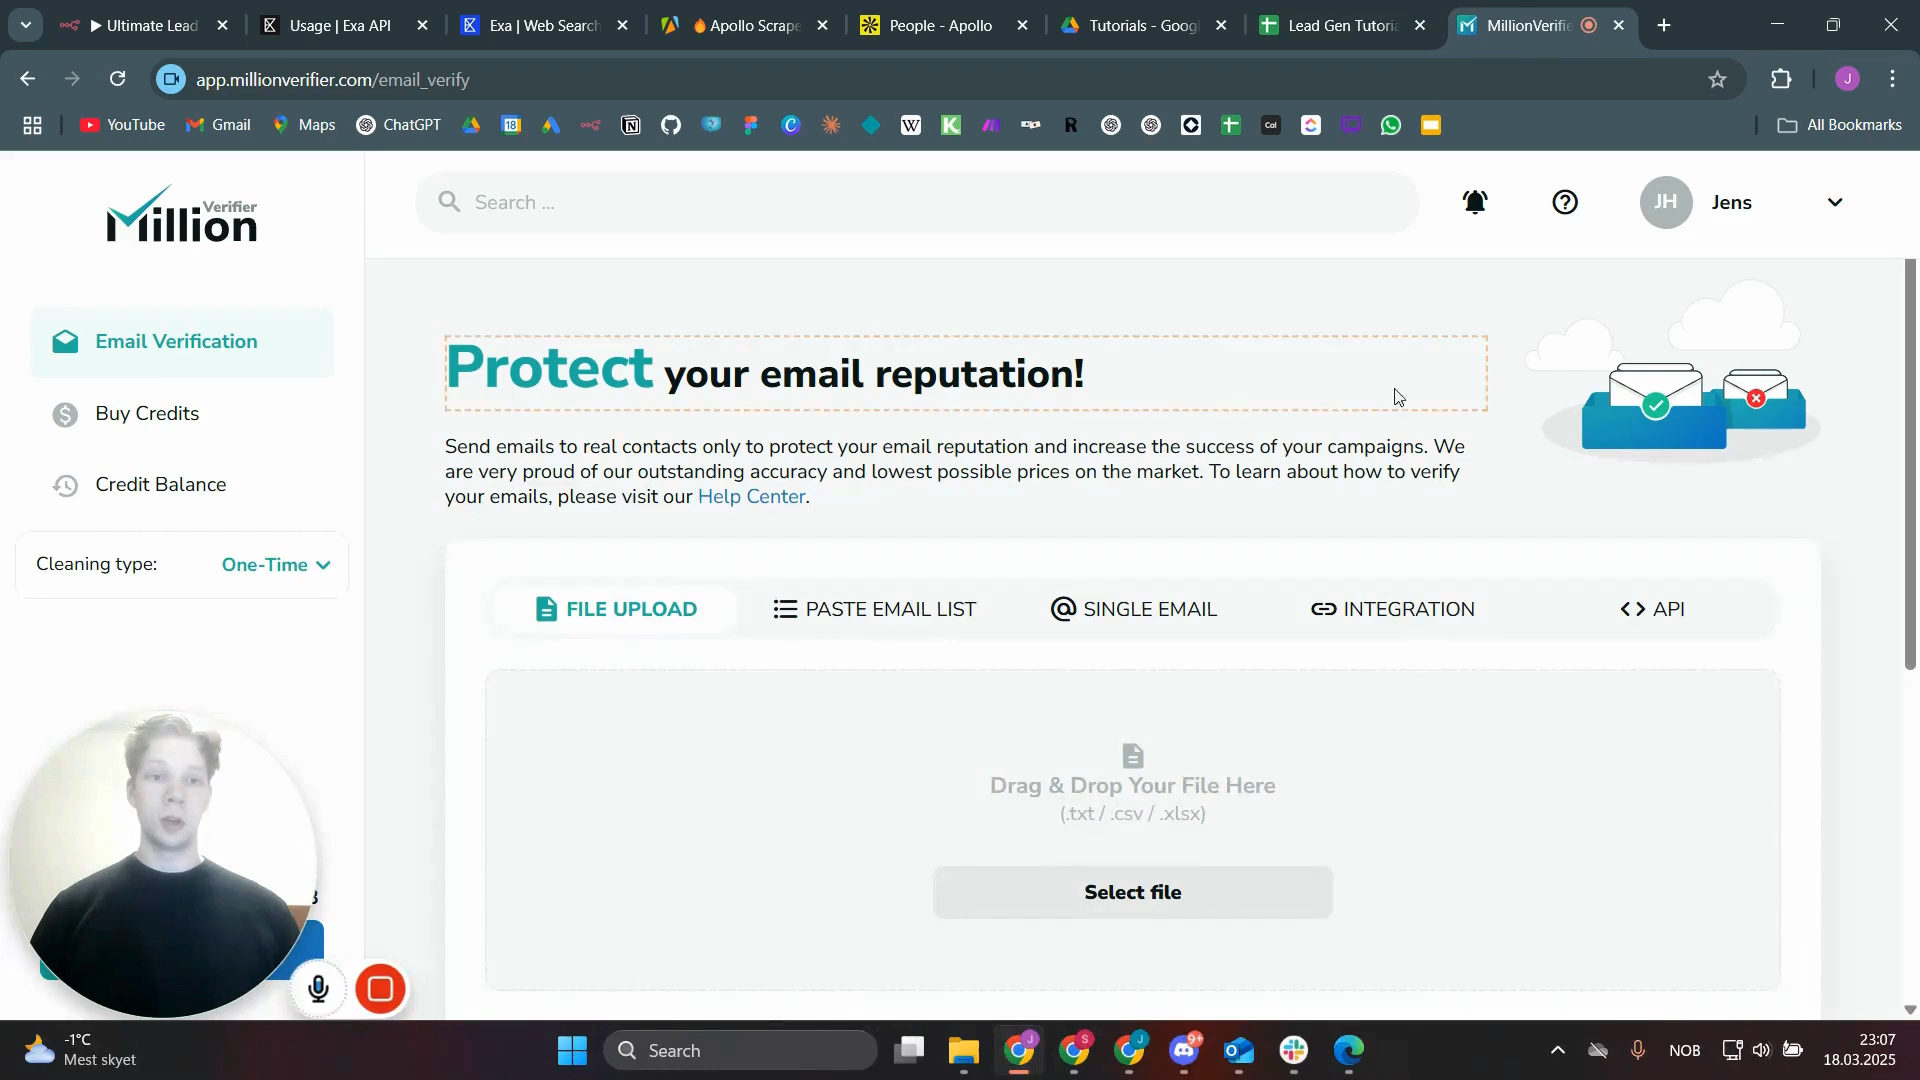 ▶ Ultimate Lead
Usage | Exa API
Exa | Web Search
🔥Apollo Scrape
People - Apollo
Tutorials - Goog
Lead Gen Tutoria
MillionVerifie
app.millionverifier.com/email_verify
YouTube
Gmail
Maps
ChatGPT
All Bookmarks
Million Verifier
Search ...
JH
Jens
Email Verification
Buy Credits
Credit Balance
Cleaning type:
One-Time
Protect your email reputation!
Send emails to real contacts only to protect your email reputation and increase the success of your campaigns. We
are very proud of our outstanding accuracy and lowest possible prices on the market. To learn about how to verify
your emails, please visit our Help Center.
FILE UPLOAD
PASTE EMAIL LIST
SINGLE EMAIL
INTEGRATION
API
Drag & Drop Your File Here
(.txt / .csv / .xlsx)
Select file
-1°C
Mest skyet
Search
NOB
23:07
18.03.2025